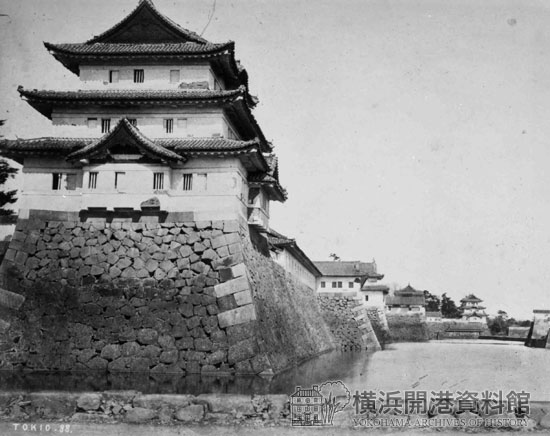 TOKIO. 33.
横浜開港資料館
YOKOHAMA ARCHIVES OF HISTORY